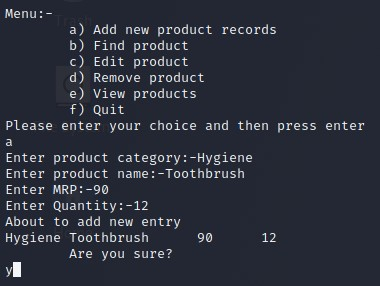 Menu:-
a) Add new product records
b) Find product
c) Edit product
d) Remove product
e) View products
f) Quit
Please enter your choice and then press enter
a
Enter product category:-Hygiene
Enter product name:-Toothbrush
Enter MRP:-90
Enter Quantity:-12
About to add new entry
Hygiene Toothbrush 90 12
Are you sure?
y